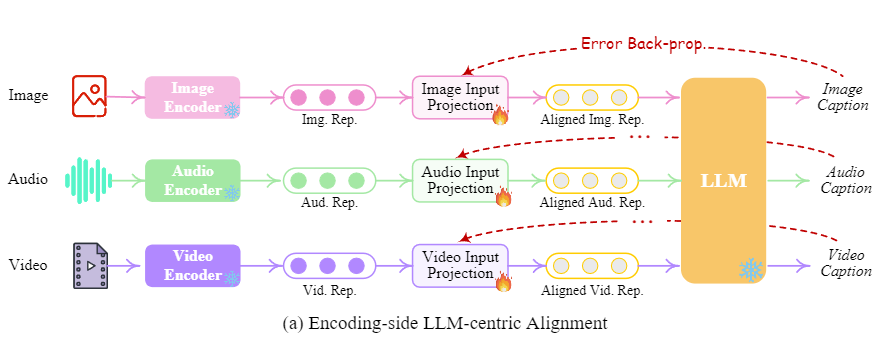 Error Back-prop.
Image
Image
Encoder
Img. Rep.
Image Input
Projection
Aligned Img. Rep.
Image
Caption
...
Audio
Audio
Encoder
Aud. Rep.
Audio Input
Projection
Aligned Aud. Rep.
LLM
Audio
Caption
...
Video
Video
Encoder
Vid. Rep.
Video Input
Projection
Aligned Vid. Rep.
Video
Caption
(a) Encoding-side LLM-centric Alignment